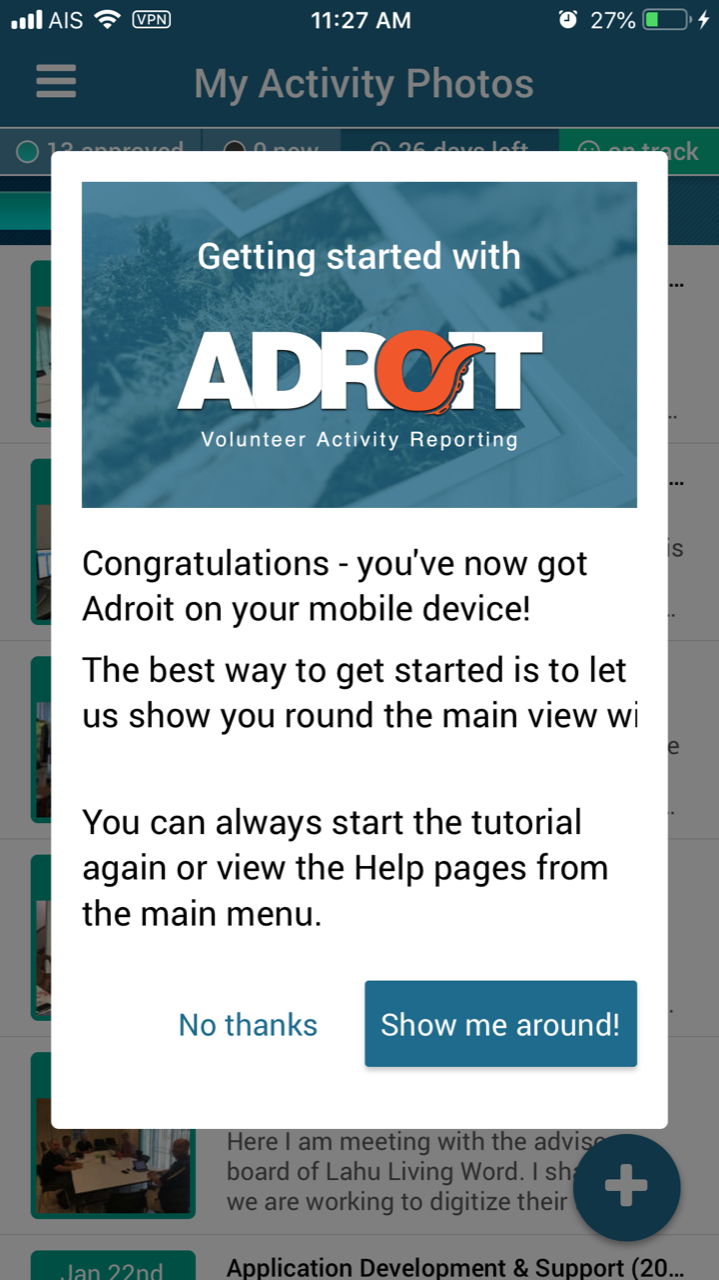 AIS VPN 11:27 AM 27%
My Activity Photos
13 approved 0 new 26 days left on track
Getting started with
ADROIT
Volunteer Activity Reporting
Congratulations - you've now got
Adroit on your mobile device!
The best way to get started is to let
us show you round the main view wi
You can always start the tutorial
again or view the Help pages from
the main menu.
No thanks Show me around!
Here I am meeting with the adviso
board of Lahu Living Word. I sha
we are working to digitize their
Jan 22nd Application Development & Support (20...